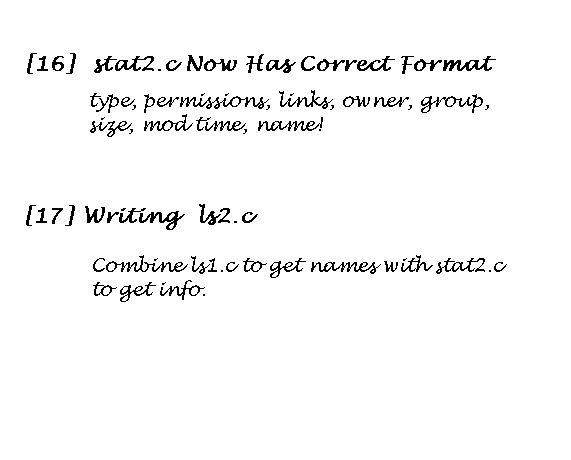 [16] stat2.c Now Has Correct Format
type, permissions, links, owner, group,
size, mod time, name!
[17] Writing ls2.c
Combine ls1.c to get names with stat2.c
to get info.